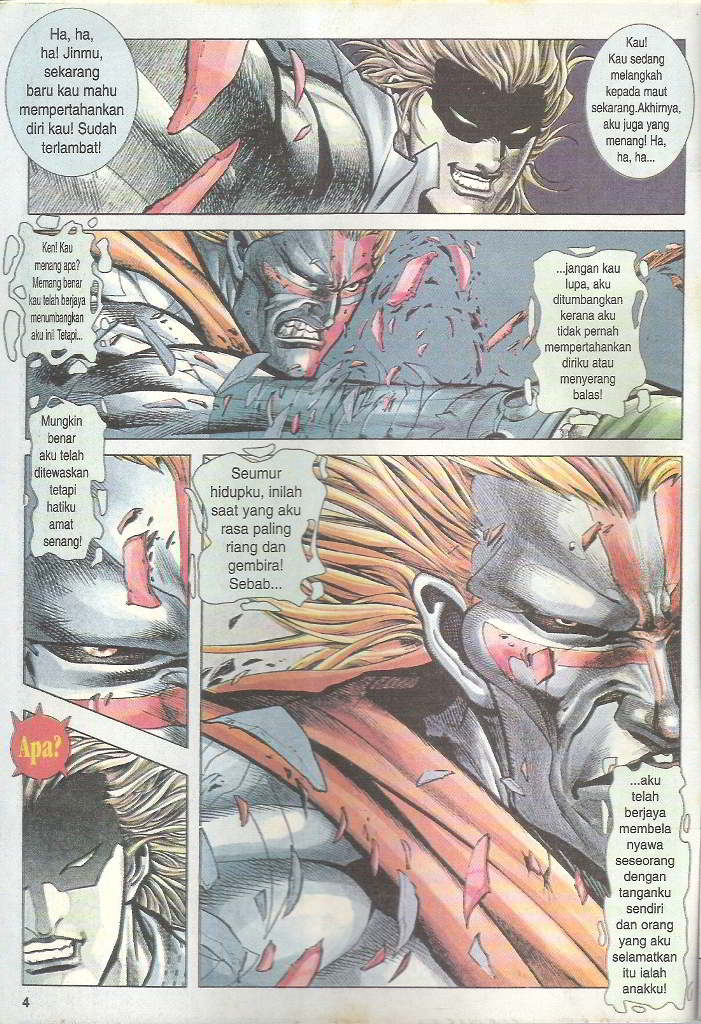 Ha, ha,
ha! Jinmu,
sekarang
baru kau mahu
mempertahankan
diri kau! Sudah
terlambat!
Kau!
Kau sedang
melangkah
kepada maut
sekarang.Akhirnya,
aku juga yang
menang! Ha,
ha, ha...
Ken! Kau
menang apa?
Memang benar
kau telah berjaya
menumbangkan
aku ini! Tetapi...
...jangan kau
lupa, aku
ditumbangkan
kerana aku
tidak pernah
mempertahankan
diriku atau
menyerang
balas!
Mungkin
benar
aku telah
ditewaskan
tetapi
hatiku
amat
senang!
Seumur
hidupku, inilah
saat yang aku
rasa paling
riang dan
gembira!
Sebab...
...aku
telah
berjaya
membela
nyawa
seseorang
dengan
tanganku
sendiri
dan orang
yang aku
selamatkan
itu ialah
anakku!
Apa?
4